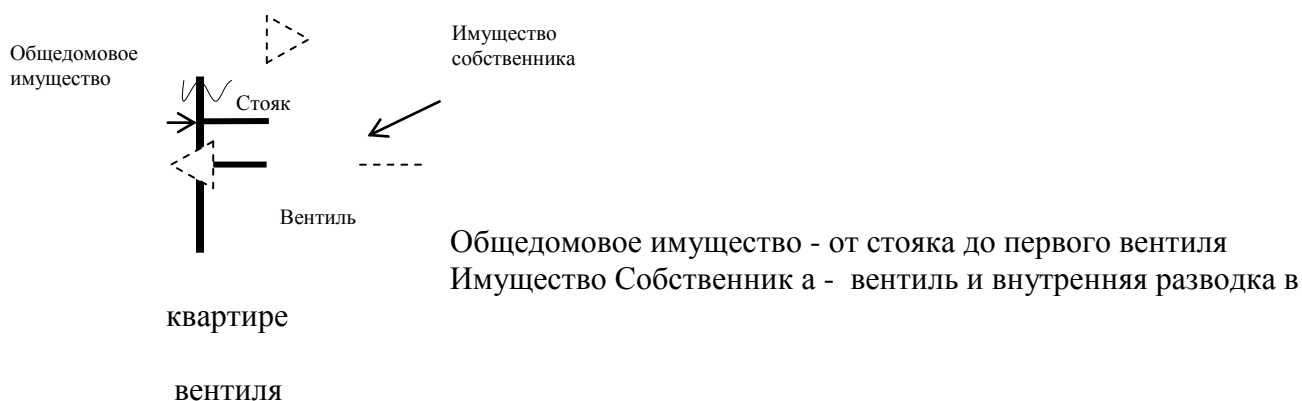 Общедомовое
имущество
Имущество
собственника
Стояк
Вентиль
Общедомовое имущество - от стояка до первого вентиля
Имущество Собственник а - вентиль и внутренняя разводка в
квартире
вентиля